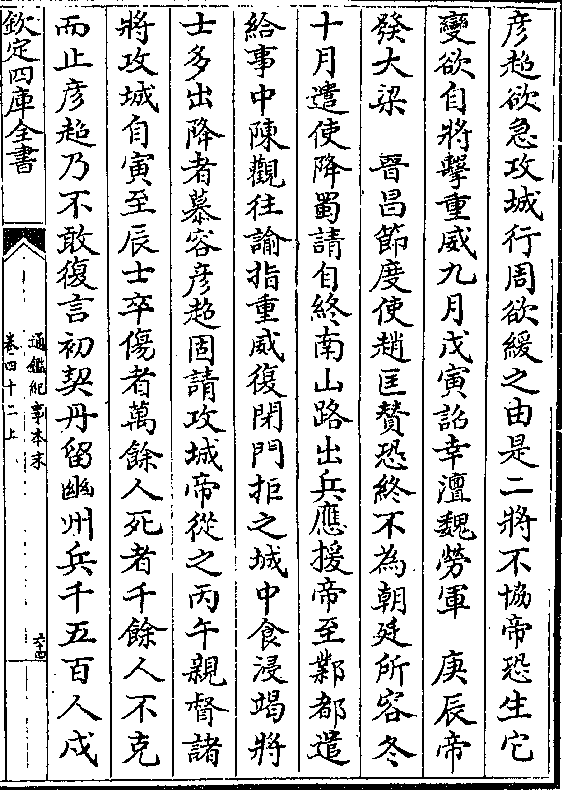 彦超欲急攻城行周欲緩之由是二將不協帝恐生它
變欲自將擊重威九月戊寅詔幸澶魏勞軍　庚辰帝
發大梁　晉昌節度使趙匡贊恐終不為朝廷所容冬
十月遣使降蜀請自終南山路出兵應援帝至鄴都遣
給事中陳觀往諭指重威復閉門拒之城中食浸竭將
士多出降者慕容彦超固請攻城帝從之丙午親督諸
將攻城自寅至辰士卒傷者萬餘人死者千餘人不克
而止彦超乃不敢復言初契丹留幽州兵千五百人戍
欽定四庫全書
通鑑紀事本末
卷四十二上
六十四